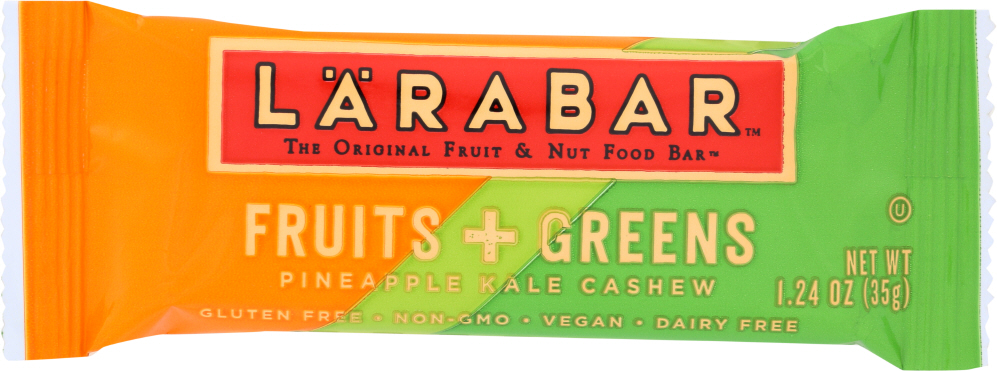 LÄRABAR™
THE ORIGINAL FRUIT & NUT FOOD BAR™
FRUITS + GREENS
PINEAPPLE KALE CASHEW
GLUTEN FREE • NON-GMO • VEGAN • DAIRY FREE
U
NET WT
1.24 OZ (35g)